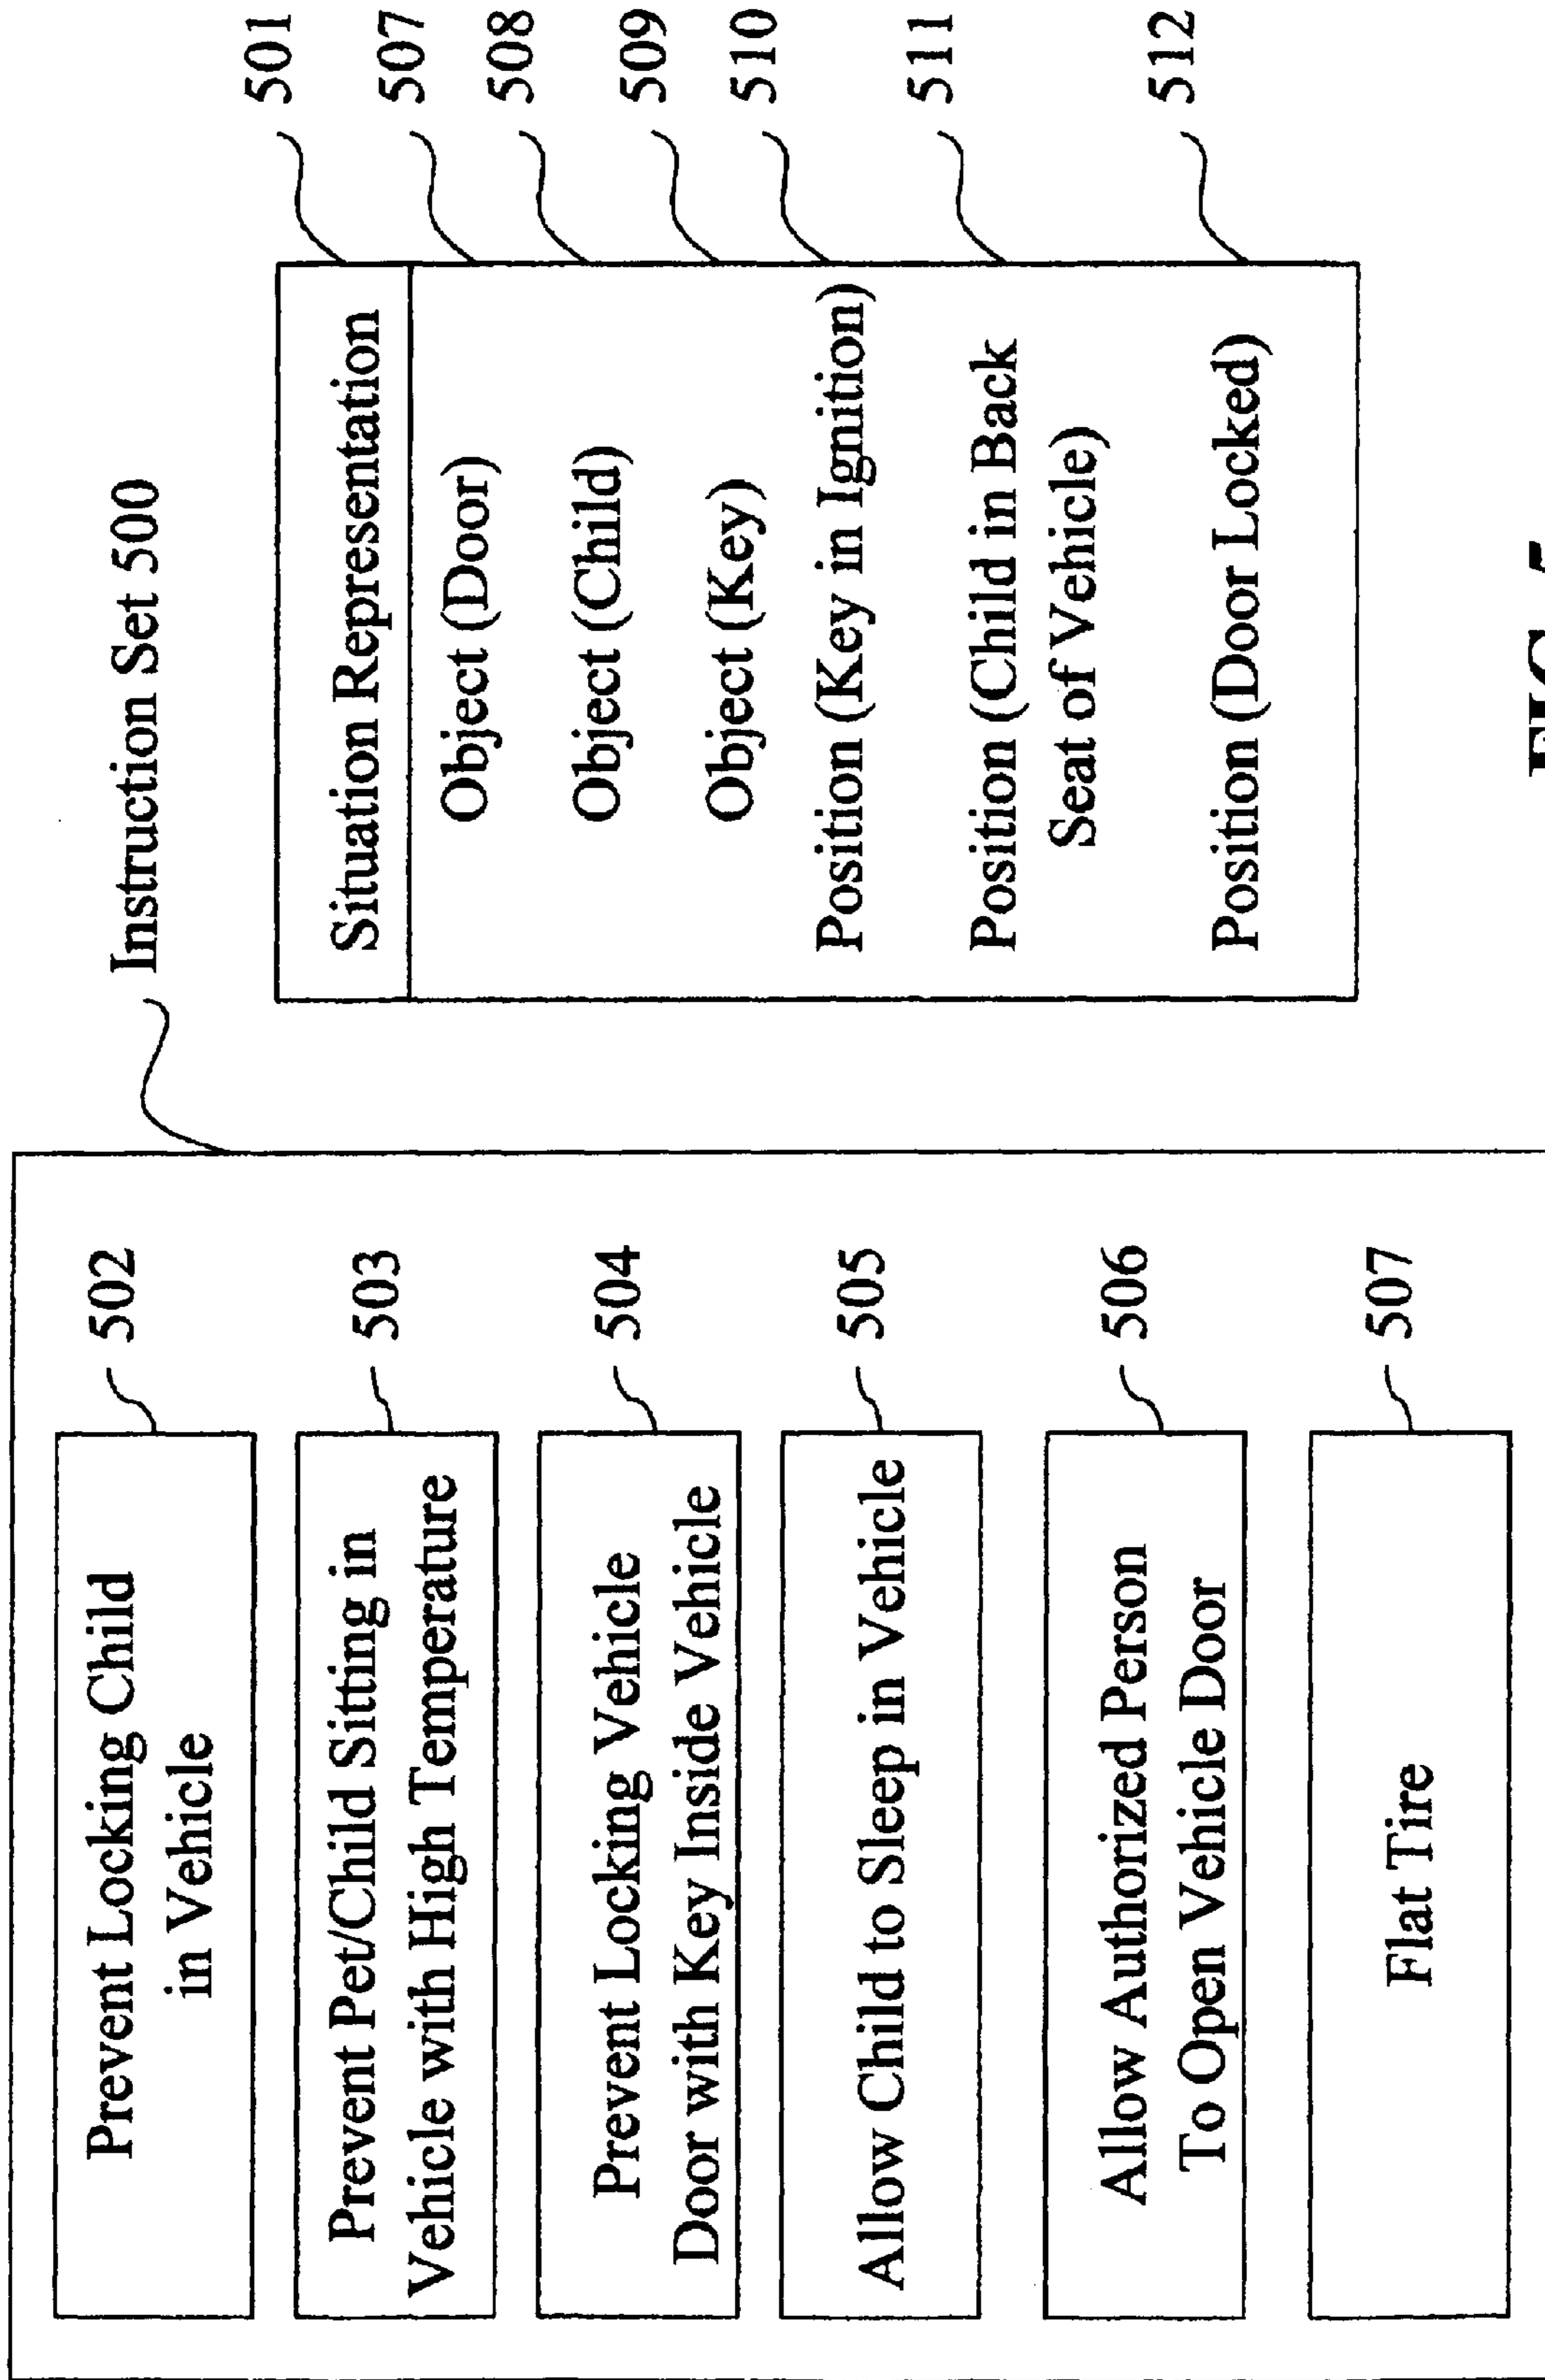 Instruction Set 500
Prevent Locking Child
in Vehicle
502
Prevent Pet/Child Sitting in
Vehicle with High Temperature
503
Prevent Locking Vehicle
Door with Key Inside Vehicle
504
Allow Child to Sleep in Vehicle
505
Allow Authorized Person
To Open Vehicle Door
506
Flat Tire
507
Situation Representation
501
Object (Door)
507
Object (Child)
508
Object (Key)
509
Position (Key in Ignition)
510
Position (Child in Back
Seat of Vehicle)
511
Position (Door Locked)
512